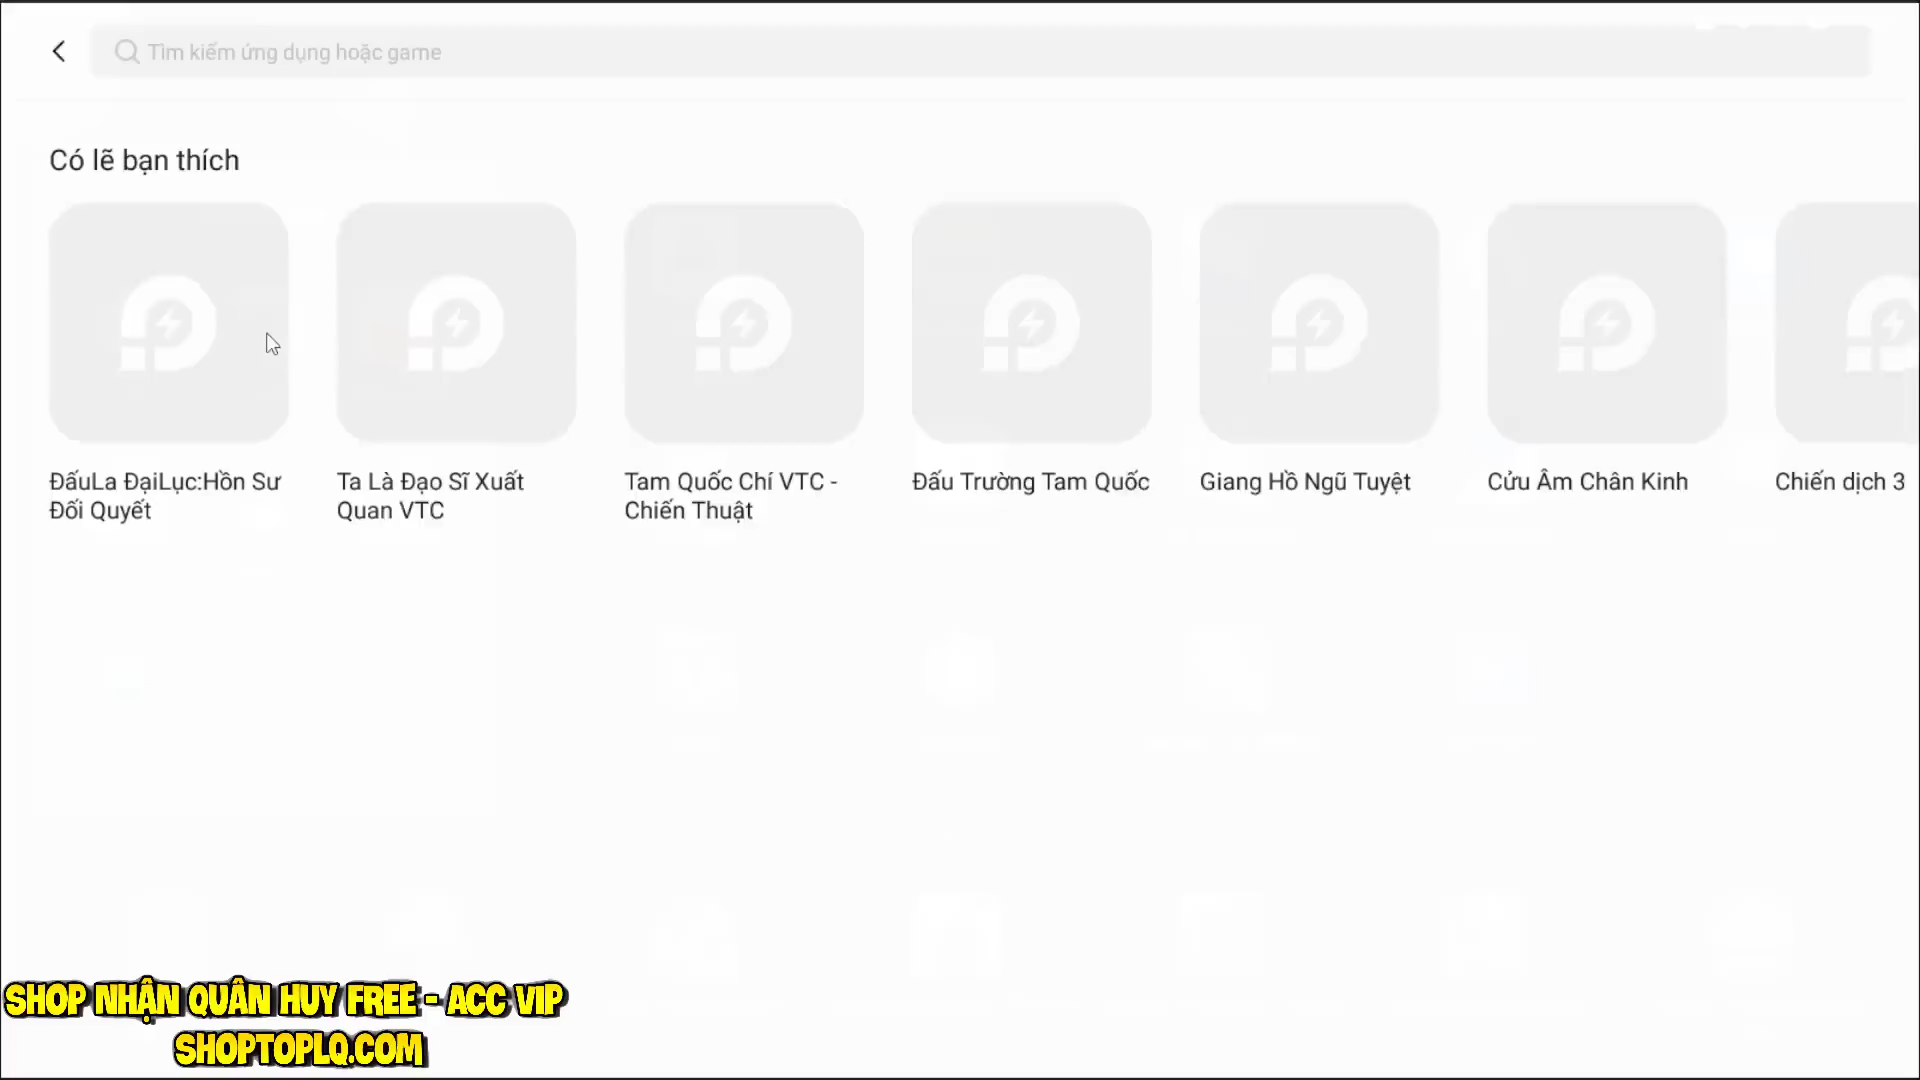 Tìm kiếm ứng dụng hoặc game
Có lẽ bạn thích
ĐấuLa ĐạiLục:Hồn Sư
Đối Quyết
Ta Là Đạo Sĩ Xuất
Quan VTC
Tam Quốc Chí VTC -
Chiến Thuật
Đấu Trường Tam Quốc
Giang Hồ Ngũ Tuyệt
Cửu Âm Chân Kinh
Chiến dịch 3
SHOP NHẬN QUÂN HUY FREE - ACC VIP
SHOPTOPLQ.COM